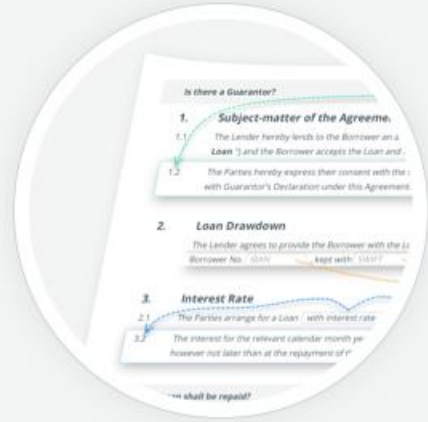 Is there a Guarantor?
1. Subject-matter of the Agreeme
1.1 The Lender hereby lends to the Borrower an a
Loan ") and the Borrower accepts the Loan and
1.2 The Parties hereby express their consent with the
with Guarantor's Declaration under this Agreement
2. Loan Drawdown
The Lender agrees to provide the Borrower with the Lo
Borrower No. IBAN , kept with SWIFT
3. Interest Rate
2.1 The Parties arrange for a Loan with interest rate
3.2 The interest for the relevant calendar month ye
however not later than at the repayment of th
an shall be repaid?